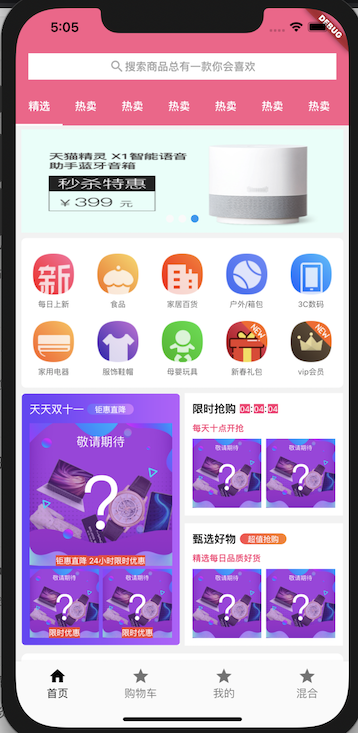 5:05
DEBUG
搜索商品总有一款你会喜欢
精选 热卖 热卖 热卖 热卖 热卖 热卖
天猫精灵 X1智能语音
助手蓝牙音箱
秒杀特惠
¥ 399 元
新
每日上新 食品 家居百货 户外/箱包 3C数码
NEW NEW
家用电器 服饰鞋帽 母婴玩具 新春礼包 vip会员
天天双十一 钜惠直降
敬请期待
?
钜惠直降 24小时限时优惠
敬请期待 敬请期待
? ?
限时优惠 限时优惠
限时抢购 04:04:04
每天十点开抢
敬请期待 敬请期待
? ?
甄选好物 超值抢购
精选每日品质好货
敬请期待 敬请期待
? ?
首页 购物车 我的 混合